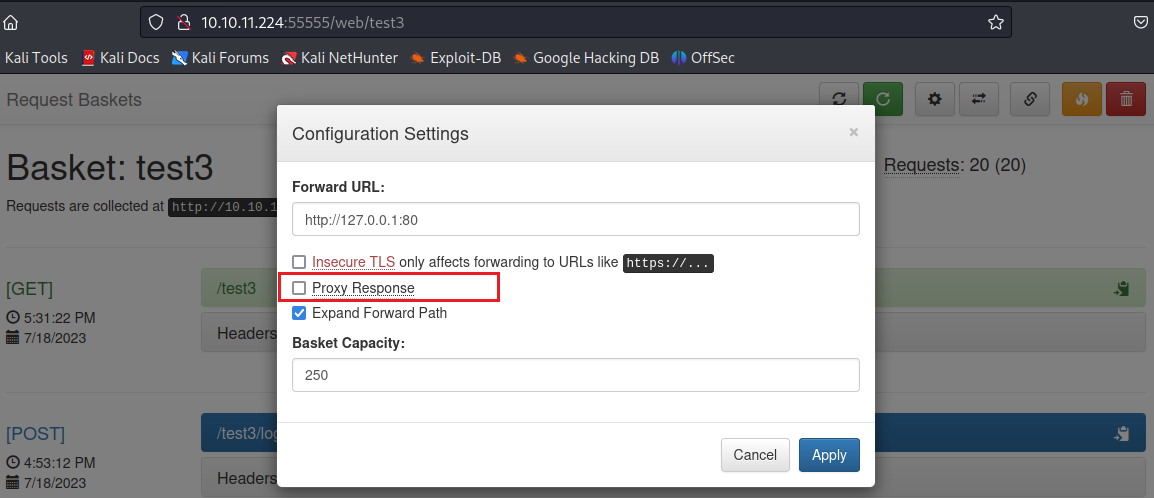 10.10.11.224:55555/web/test3
Kali Tools Kali Docs Kali Forums Kali NetHunter Exploit-DB Google Hacking DB OffSec
Request Baskets
Configuration Settings ×
Basket: test3
Requests: 20 (20)
Requests are collected at http://10.10.1
Forward URL:
http://127.0.0.1:80
Insecure TLS only affects forwarding to URLs like https://...
Proxy Response
Expand Forward Path
Basket Capacity:
250
Cancel Apply
[GET]
5:31:22 PM
7/18/2023
/test3
Headers
[POST]
4:53:12 PM
7/18/2023
/test3/log
Headers